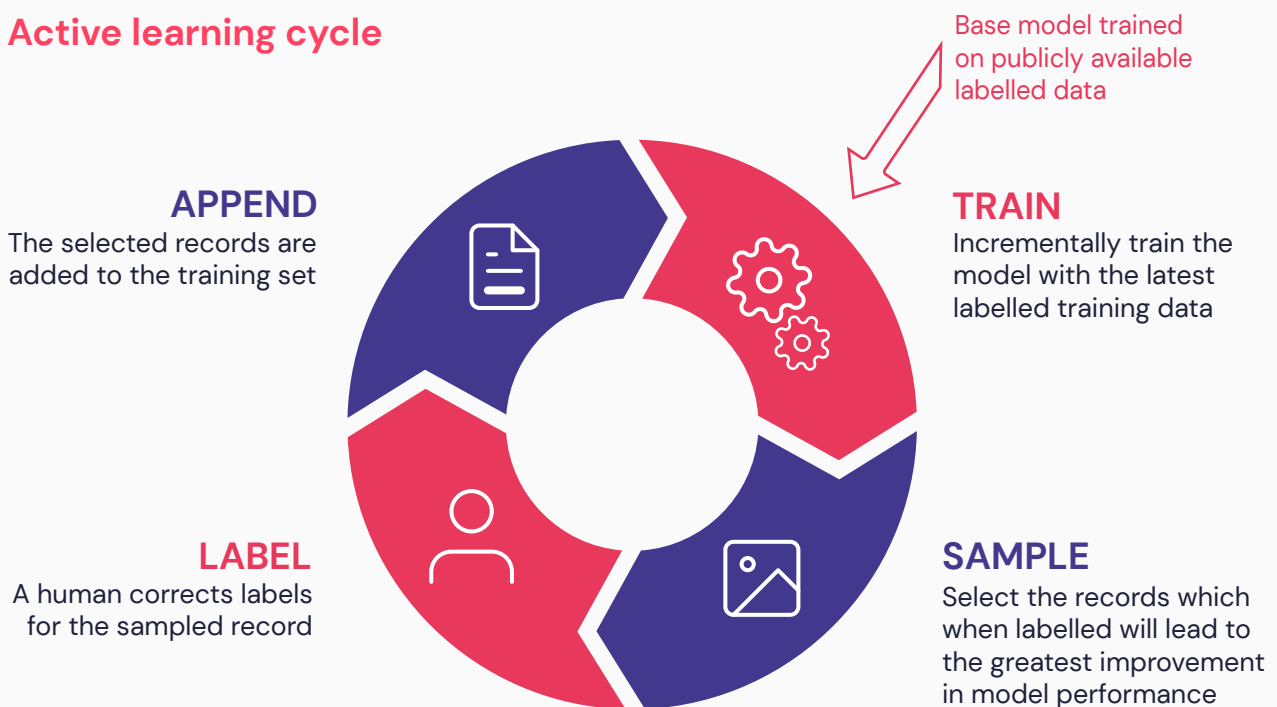 Active learning cycle
Base model trained
on publicly available
labelled data
APPEND
The selected records are
added to the training set
TRAIN
Incrementally train the
model with the latest
labelled training data
LABEL
A human corrects labels
for the sampled record
SAMPLE
Select the records which
when labelled will lead to
the greatest improvement
in model performance